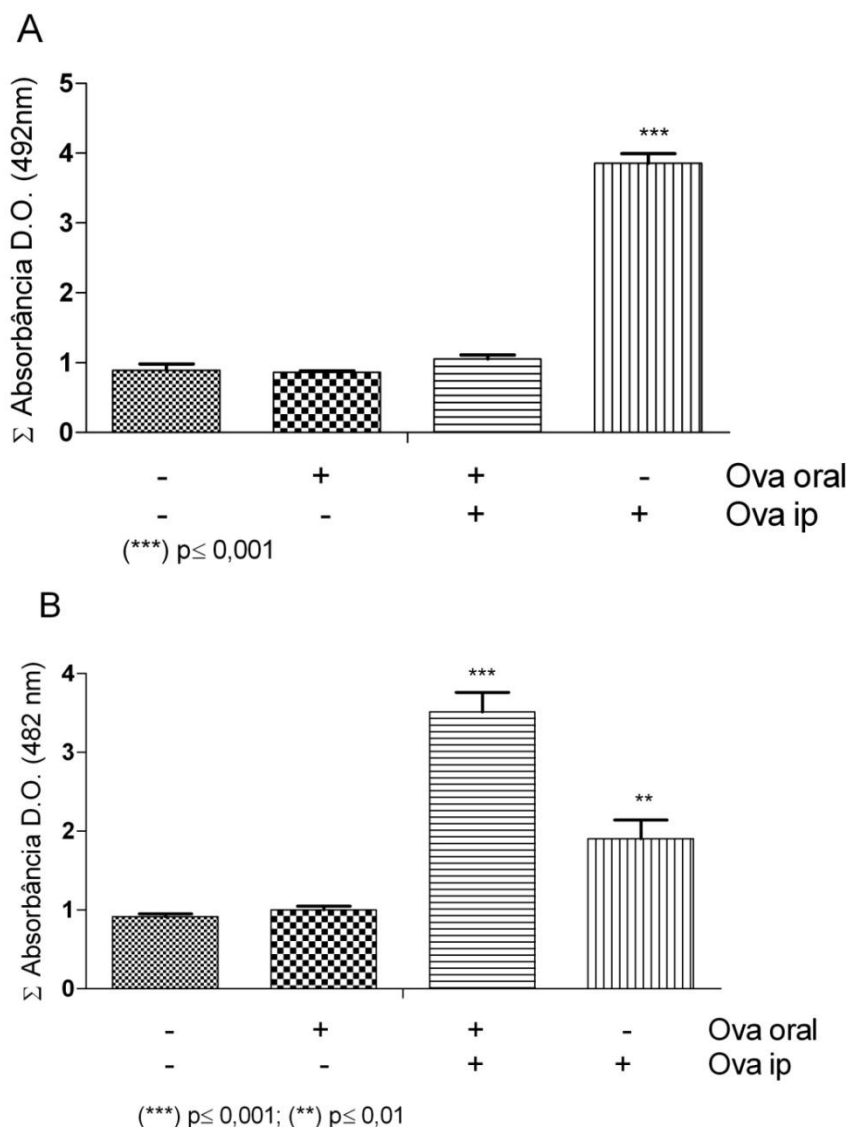 A
Σ Absorbância D.O. (492nm)
5
4
3
2
1
0
***
- + + - Ova oral
- - + + Ova ip
(***) p≤ 0,001
B
Σ Absorbância D.O. (482 nm)
4
3
2
1
0
***
**
- + + - Ova oral
- - + + Ova ip
(***) p≤ 0,001; (**) p≤ 0,01